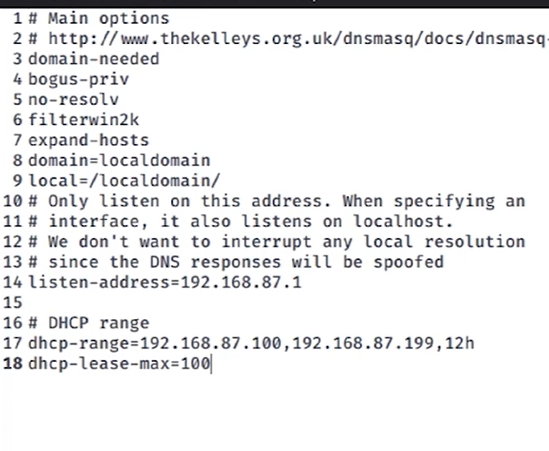 1 # Main options
2 # http://www.thekelleys.org.uk/dnsmasq/docs/dnsmasq-
3 domain-needed
4 bogus-priv
5 no-resolv
6 filterwin2k
7 expand-hosts
8 domain=localdomain
9 local=/localdomain/
10 # Only listen on this address. When specifying an
11 # interface, it also listens on localhost.
12 # We don't want to interrupt any local resolution
13 # since the DNS responses will be spoofed
14 listen-address=192.168.87.1
15
16 # DHCP range
17 dhcp-range=192.168.87.100,192.168.87.199,12h
18 dhcp-lease-max=100